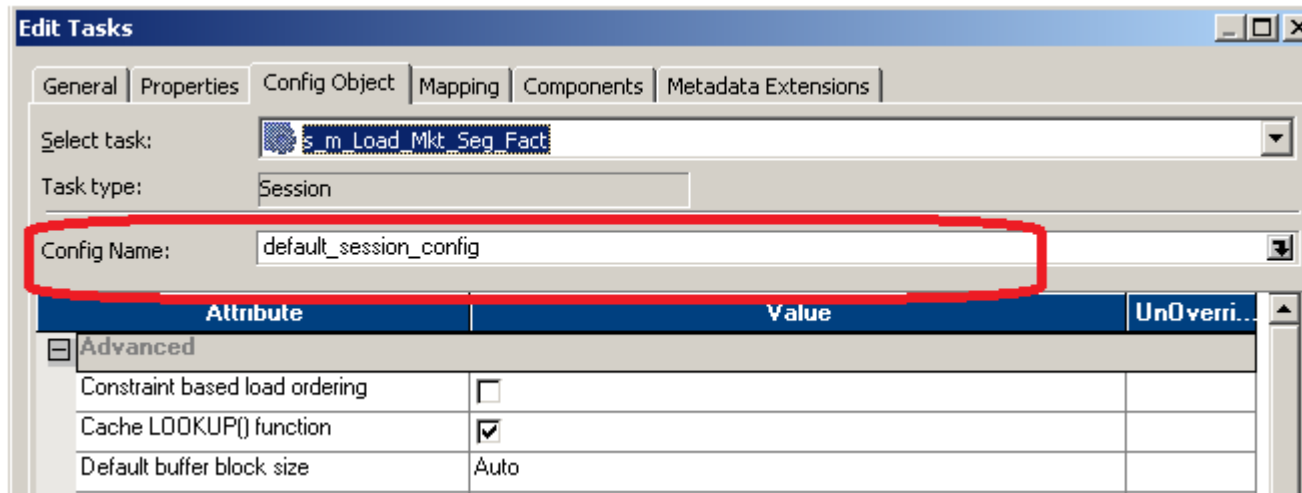 Edit Tasks
General Properties Config Object Mapping Components Metadata Extensions
Select task: s_m_Load_Mkt_Seg_Fact
Task type: Session
Config Name: default_session_config
Attribute Value UnOverri...
Advanced
Constraint based load ordering
Cache LOOKUP() function
Default buffer block size Auto